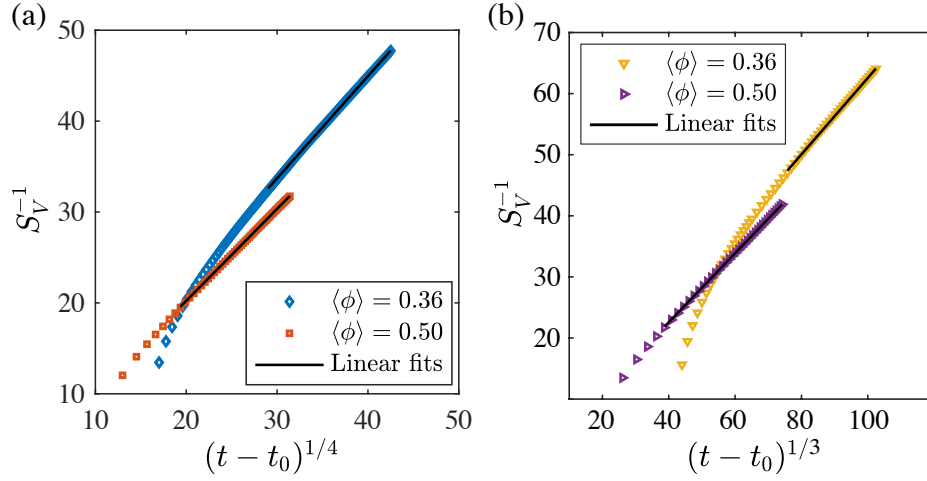 (a)
50
40
30
20
10
S_V^{-1}
⟨ϕ⟩ = 0.36
⟨ϕ⟩ = 0.50
Linear fits
10 20 30 40 50
(t − t_0)^{1/4}
(b)
70
60
50
40
30
20
S_V^{-1}
⟨ϕ⟩ = 0.36
⟨ϕ⟩ = 0.50
Linear fits
20 40 60 80 100
(t − t_0)^{1/3}